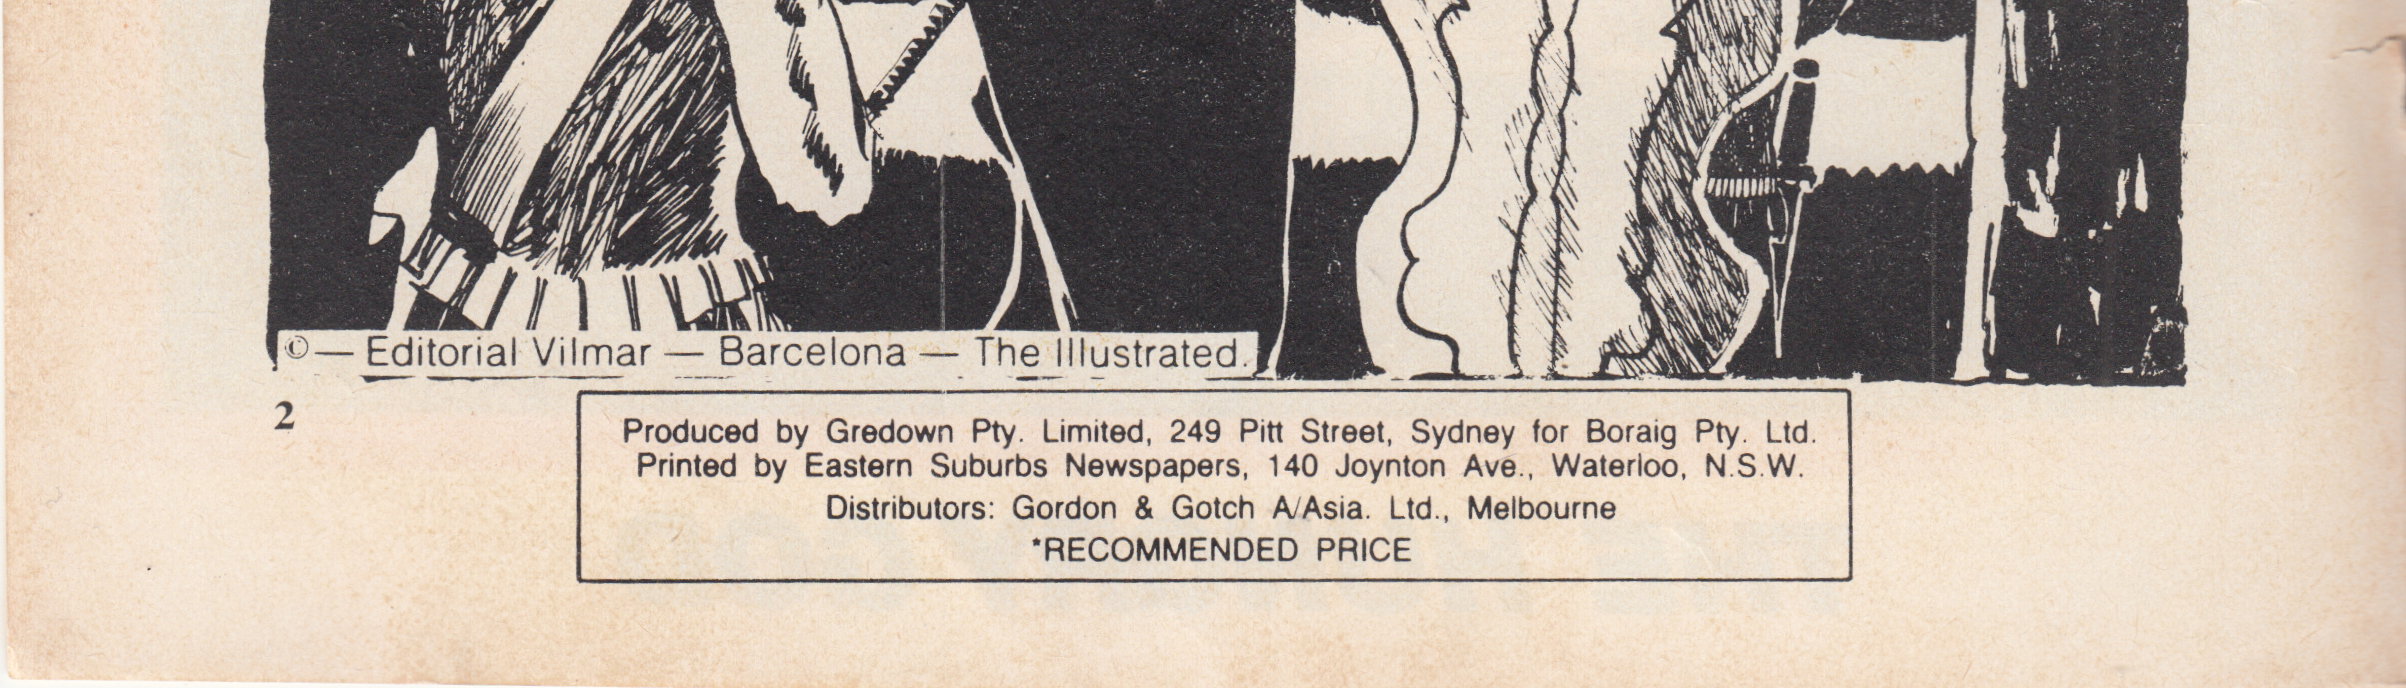 ©— Editorial Vilmar — Barcelona — The Illustrated.
2
Produced by Gredown Pty. Limited, 249 Pitt Street, Sydney for Boraig Pty. Ltd.
Printed by Eastern Suburbs Newspapers, 140 Joynton Ave., Waterloo, N.S.W.
Distributors: Gordon & Gotch A/Asia. Ltd., Melbourne
*RECOMMENDED PRICE